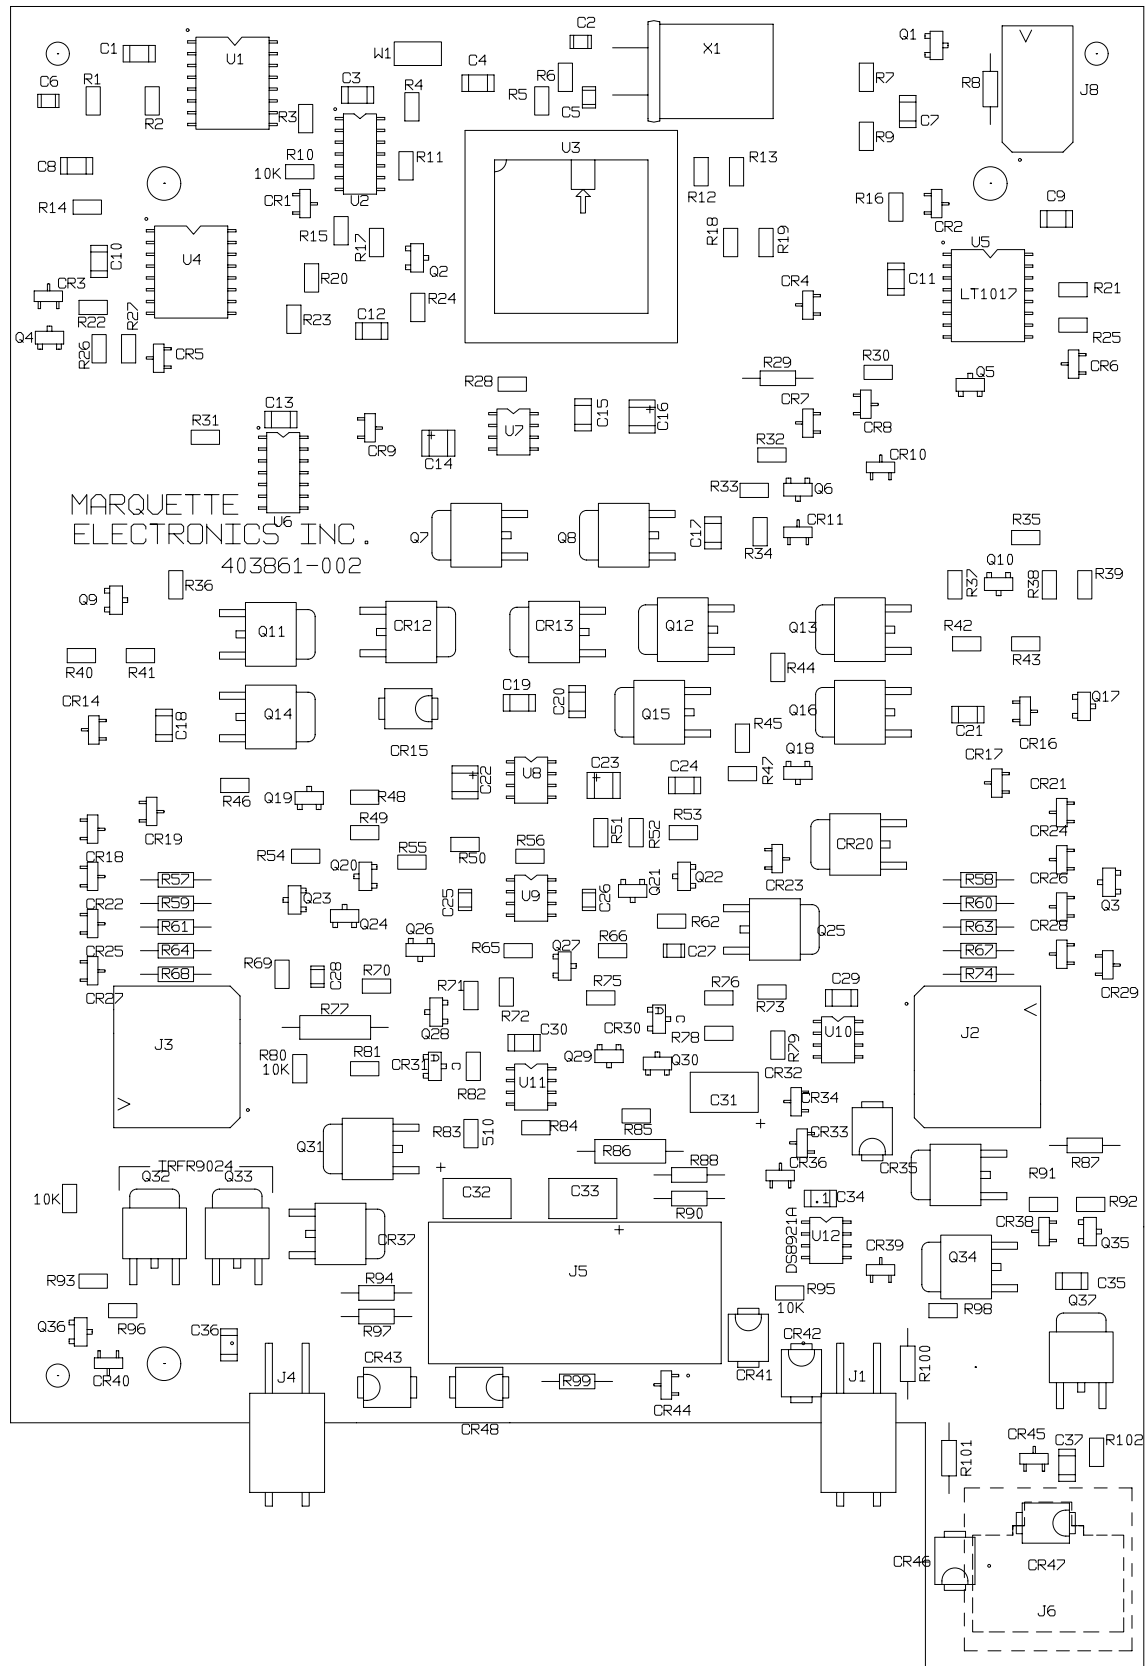 C1
U1
W1
C2
X1
Q1
C6
R1
R2
R3
C3
R4
C4
R6
R5
C5
R7
C7
R8
J8
R9
C8
R10
10K
CR1
U2
R11
U3
R12
R13
R14
R15
R17
Q2
R18
R19
R16
CR2
C9
U5
U4
C10
CR3
R20
R24
CR4
C11
LT1017
R21
R22
R27
R23
C12
R25
Q4
R26
CR5
R28
R29
R30
Q5
CR6
R31
C13
CR9
C14
U7
C15
C16
CR7
CR8
R32
CR10
MARQUETTE
ELECTRONICS INC.
403861-002
U6
R33
Q6
Q7
Q8
C17
R34
CR11
R35
Q10
Q9
R36
R37
R38
R39
Q11
CR12
CR13
Q12
Q13
R42
R43
R40
R41
R44
CR14
C18
Q14
CR15
C19
C20
Q15
Q16
C21
CR16
Q17
R45
R46
Q19
R48
C22
U8
C23
C24
R47
Q18
CR17
CR21
CR19
R49
R50
R51
R52
R53
CR20
CR24
CR18
R54
Q20
R55
R56
CR23
CR26
R57
Q23
C25
U9
C26
Q21
Q22
R58
Q3
CR22
R59
Q24
Q26
R62
Q25
R60
CR28
R61
R65
Q27
R66
C27
R63
CR25
R64
R69
C28
R70
R67
CR29
CR27
R68
R71
R72
R75
R76
R73
C29
R74
R77
Q28
CR30
A
C
R78
R79
U10
J3
J2
R80
10K
R81
CR31
A
C
R82
C30
Q29
Q30
CR32
U11
C31
CR34
CR33
Q31
R83
510
R84
R85
R86
CR36
CR35
R87
IRFR9024
Q32
Q33
R88
R91
10K
C32
C33
R90
.1
C34
R92
CR37
DS8921A
U12
CR38
Q35
CR39
Q34
J5
R93
R94
R95
10K
C35
R96
R97
R98
Q37
Q36
C36
CR40
J4
CR43
CR48
R99
CR44
CR41
CR42
J1
R100
R101
CR45
C37
R102
CR46
CR47
J6